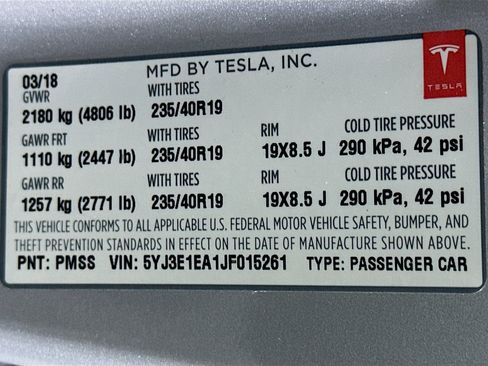 03/18 MFD BY TESLA, INC.
TESLA
GVWR WITH TIRES
2180 kg (4806 lb) 235/40R19
GAWR FRT WITH TIRES RIM COLD TIRE PRESSURE
1110 kg (2447 lb) 235/40R19 19X8.5 J 290 kPa, 42 psi
GAWR RR WITH TIRES RIM COLD TIRE PRESSURE
1257 kg (2771 lb) 235/40R19 19X8.5 J 290 kPa, 42 psi
THIS VEHICLE CONFORMS TO ALL APPLICABLE U.S. FEDERAL MOTOR VEHICLE SAFETY, BUMPER, AND
THEFT PREVENTION STANDARDS IN EFFECT ON THE DATE OF MANUFACTURE SHOWN ABOVE.
PNT: PMSS VIN: 5YJ3E1EA1JF015261 TYPE: PASSENGER CAR